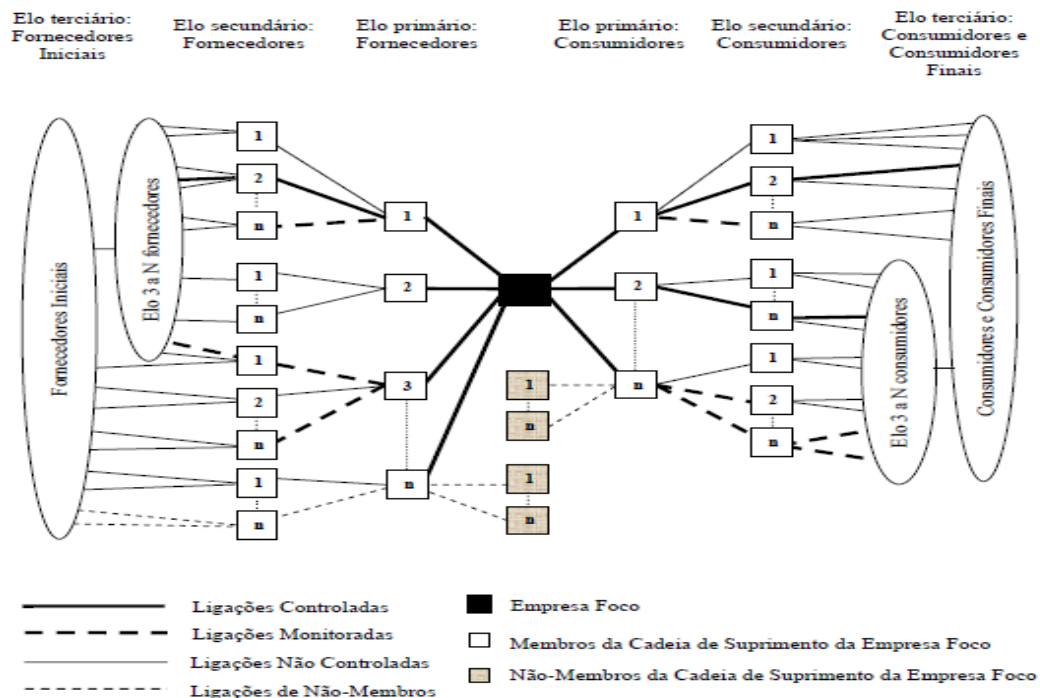 Elo terciário:
Fornecedores
Iniciais
Elo secundário:
Fornecedores
Elo primário:
Fornecedores
Elo primário:
Consumidores
Elo secundário:
Consumidores
Elo terciário:
Consumidores e
Consumidores
Finais
Fornecedores Iniciais
Elo 3 a N fornecedores
1
2
n
1
n
1
2
n
1
n
1
2
3
n
1
n
1
n
1
2
n
1
2
n
1
n
1
2
n
Elo 3 a N consumidores
Consumidores e Consumidores Finais
Ligações Controladas
Ligações Monitoradas
Ligações Não Controladas
Ligações de Não-Membros
Empresa Foco
Membros da Cadeia de Suprimento da Empresa Foco
Não-Membros da Cadeia de Suprimento da Empresa Foco